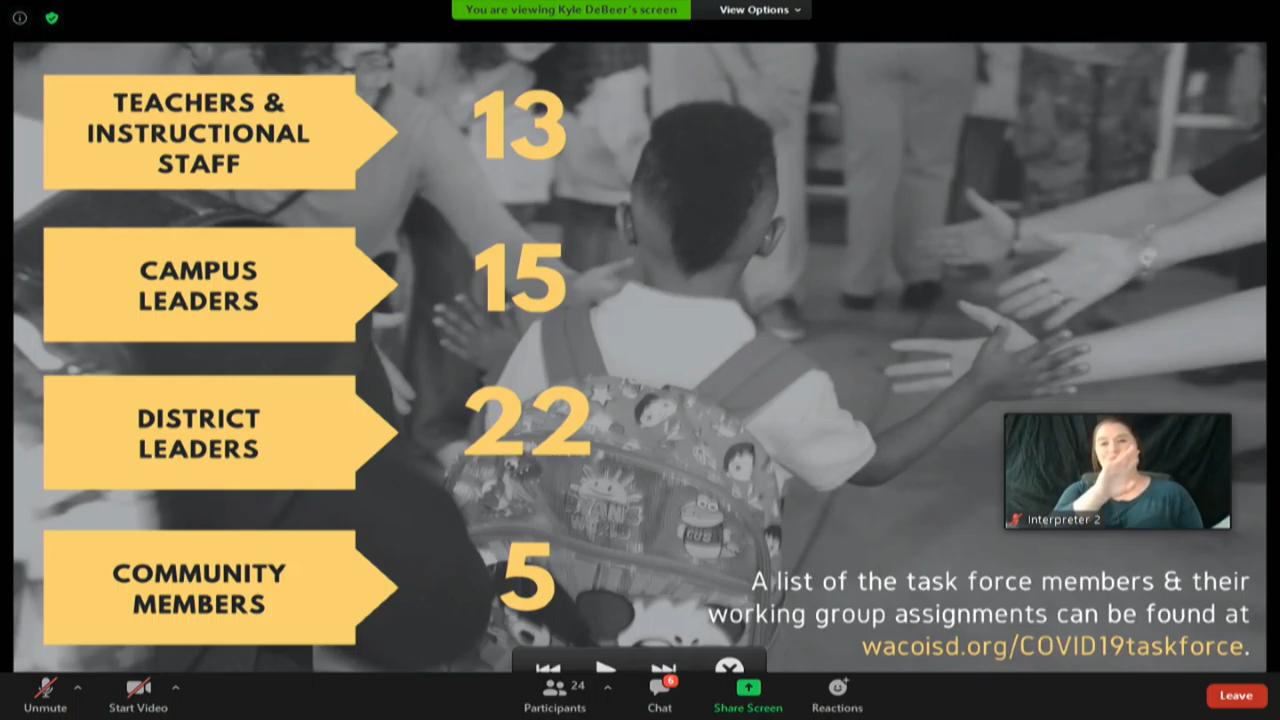 You are viewing Kyle DeBeer's screen
View Options
TEACHERS &
INSTRUCTIONAL
STAFF
13
CAMPUS
LEADERS
15
DISTRICT
LEADERS
22
COMMUNITY
MEMBERS
5
Interpreter 2
A list of the task force members & their
working group assignments can be found at
wacoisd.org/COVID19taskforce.
Unmute
Start Video
24
Participants
6
Chat
Share Screen
Reactions
Leave